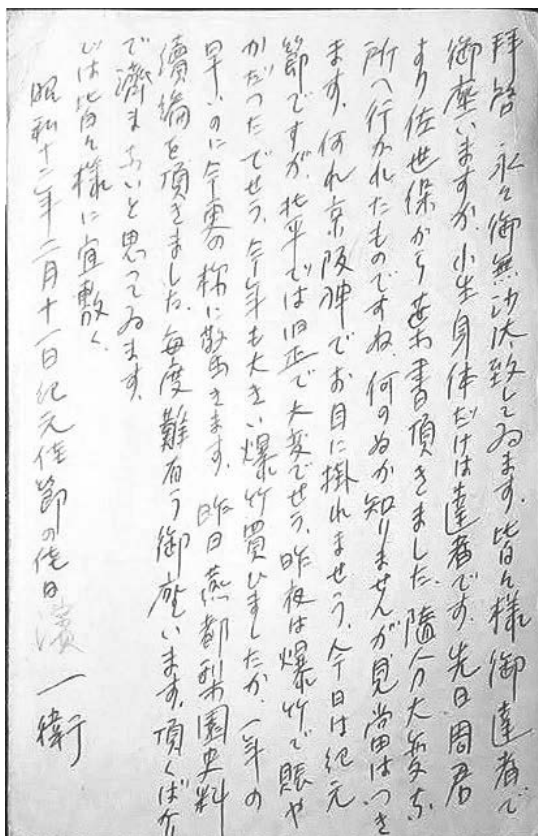 拝啓 永々御無沙汰致してゐます。皆々様御達者で
御座いますか、小生身体だけは達者です。先日周君
より佐世保から葉書頂きました、随分大変な
所へ行かれたものですね、何のゐか知りませんが見当はつき
ます。何れ京阪神でお目に掛れませう。今日は紀元
節ですが、北平では旧正で大変でせう。昨夜は爆竹で賑や
かだつたでせう。今年も大きい爆竹買ひましたか、一年の
早いのに今更の様に驚きます。昨日燕都梨園史料
續編を頂きました。毎度難有う御座います。頂くばかり
で濟まないと思つてゐます。
では皆々様に宜敷く。
昭和十二年二月十一日紀元佳節の佳日 濱一衛